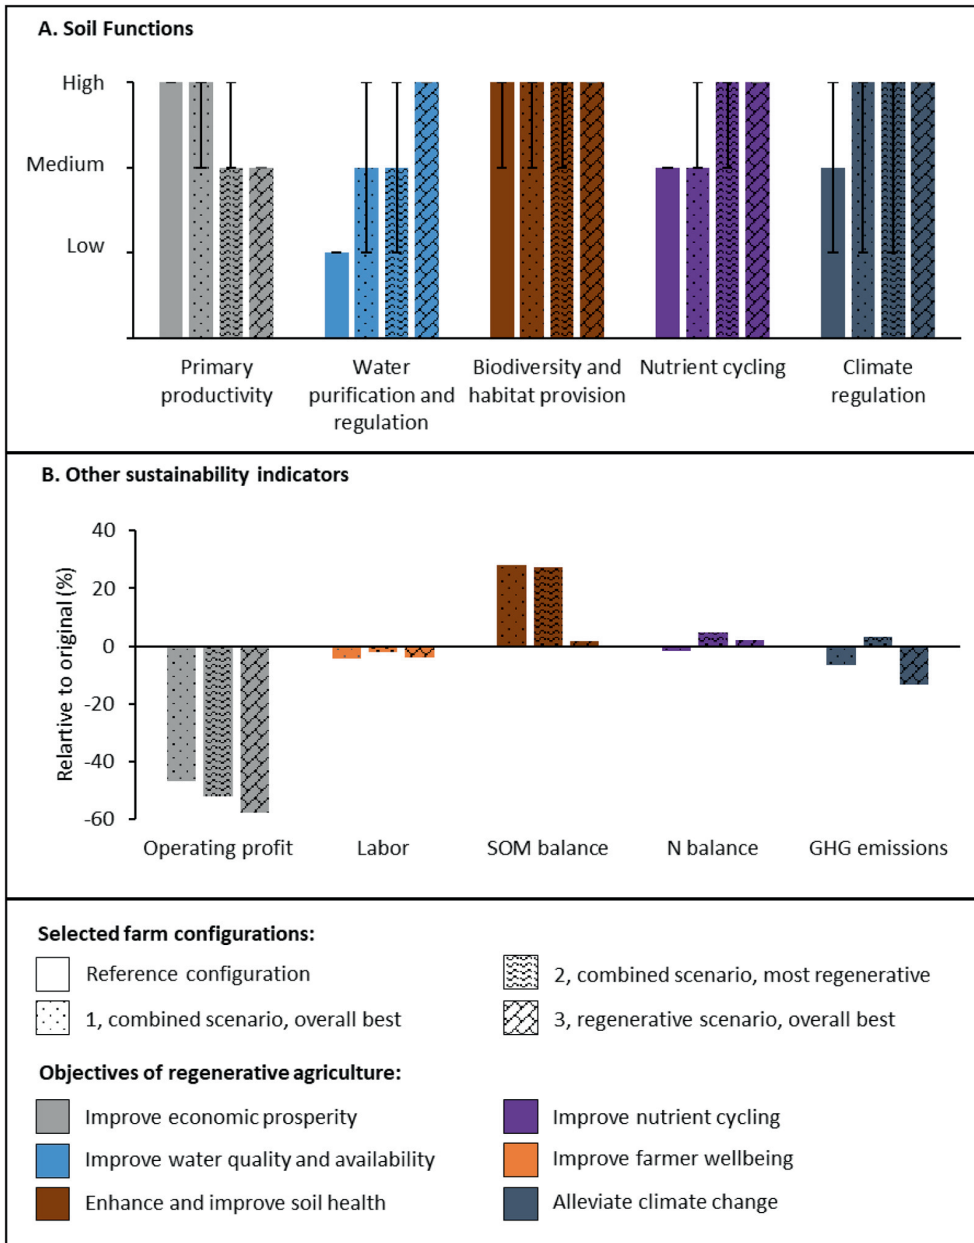 A. Soil Functions
High
Medium
Low
Primary
productivity
Water
purification and
regulation
Biodiversity and
habitat provision
Nutrient cycling
Climate
regulation
B. Other sustainability indicators
Relartive to original (%)
40
20
0
-20
-40
-60
Operating profit
Labor
SOM balance
N balance
GHG emissions
Selected farm configurations:
Reference configuration
1, combined scenario, overall best
2, combined scenario, most regenerative
3, regenerative scenario, overall best
Objectives of regenerative agriculture:
Improve economic prosperity
Improve water quality and availability
Enhance and improve soil health
Improve nutrient cycling
Improve farmer wellbeing
Alleviate climate change